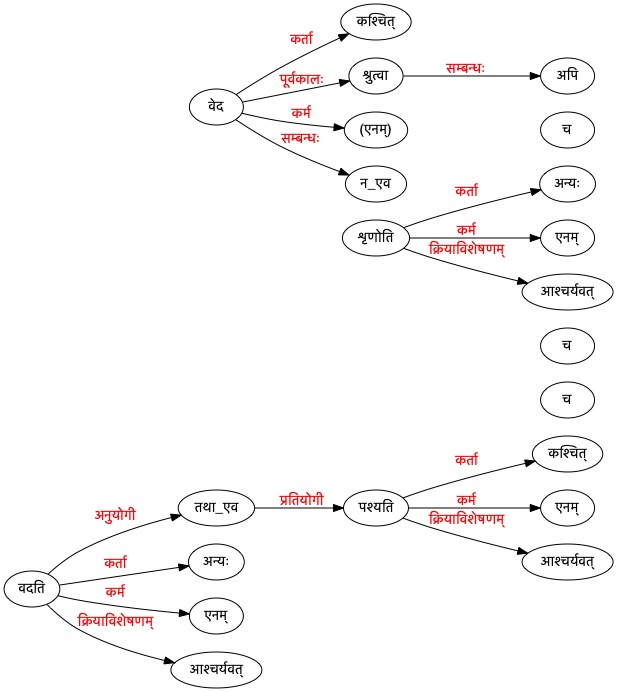 कश्चित्
कर्ता
पूर्वकालः
श्रुत्वा
सम्बन्धः
अपि
वेद
कर्म
(एनम्)
च
सम्बन्धः
न_एव
अन्यः
कर्ता
शृणोति
कर्म
एनम्
क्रियाविशेषणम्
आश्चर्यवत्
च
च
कश्चित्
कर्ता
तथा_एव
प्रतियोगी
पश्यति
कर्म
एनम्
अनुयोगी
क्रियाविशेषणम्
आश्चर्यवत्
कर्ता
अन्यः
वदति
कर्म
एनम्
क्रियाविशेषणम्
आश्चर्यवत्